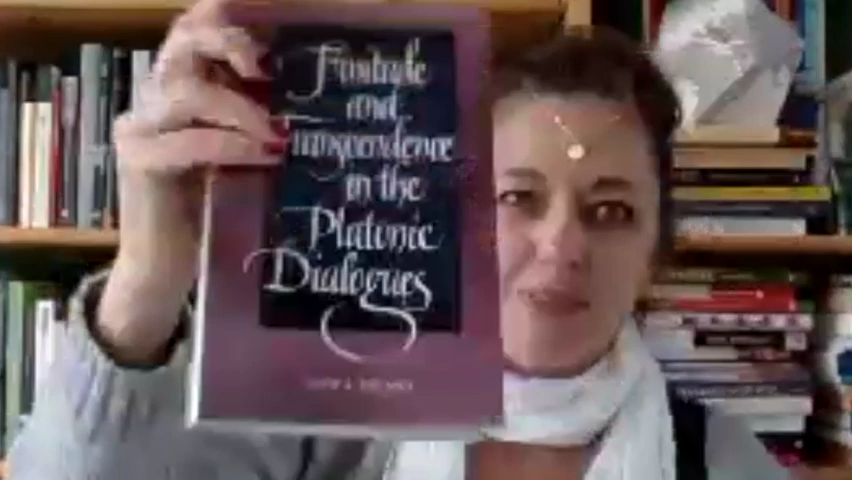 Finitude
and
Transcendence
in the
Platonic
Dialogues